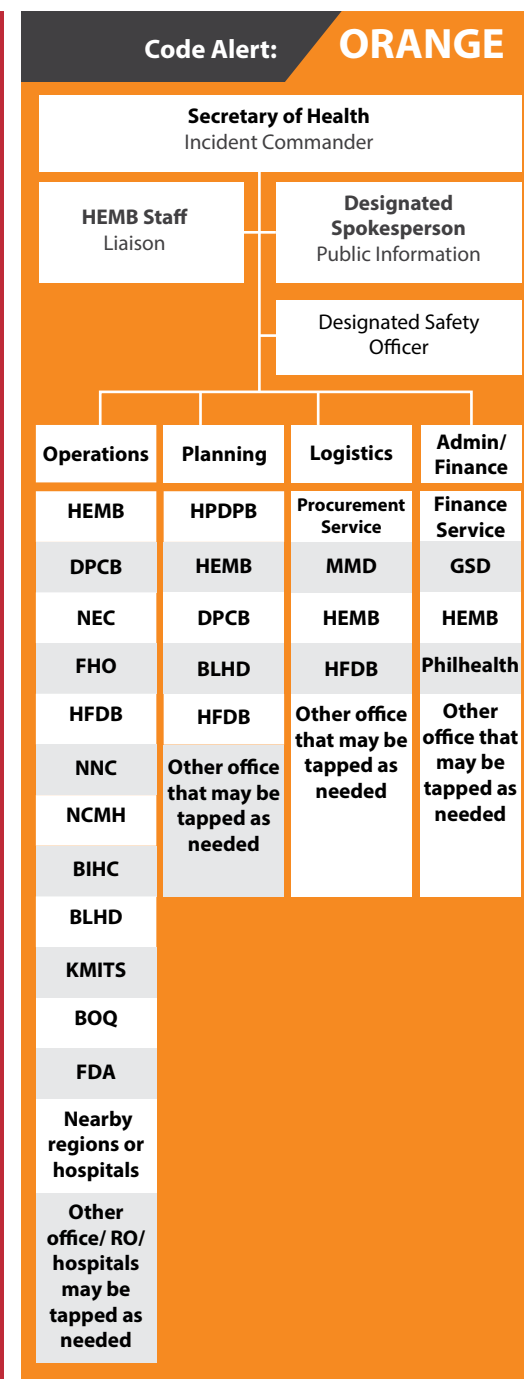 Code Alert: ORANGE
Secretary of Health
Incident Commander
HEMB Staff
Liaison
Designated
Spokesperson
Public Information
Designated Safety
Officer
Operations
HEMB
DPCB
NEC
FHO
HFDB
NNC
NCMH
BIHC
BLHD
KMITS
BOQ
FDA
Nearby
regions or
hospitals
Other
office/ RO/
hospitals
may be
tapped as
needed
Planning
HPDPB
HEMB
DPCB
BLHD
HFDB
Other office
that may be
tapped as
needed
Logistics
Procurement
Service
MMD
HEMB
HFDB
Other office
that may be
tapped as
needed
Admin/
Finance
Finance
Service
GSD
HEMB
Philhealth
Other
office that
may be
tapped as
needed